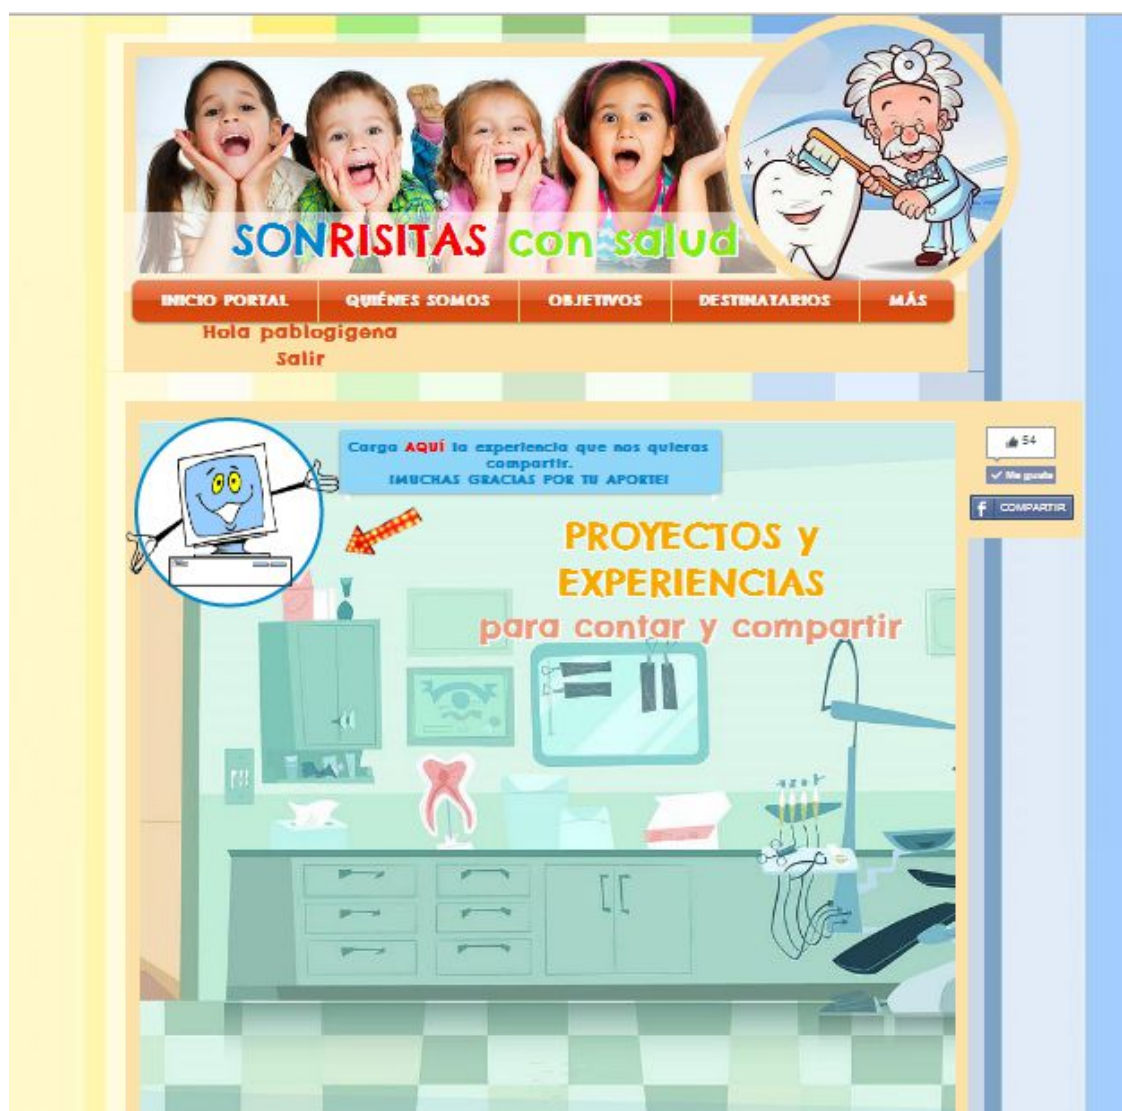 SONRISITAS con salud
INICIO PORTAL QUIÉNES SOMOS OBJETIVOS DESTINATARIOS MÁS
Hola pablogigena
Salir
Carga AQUÍ la experiencia que nos quieras
compartir.
¡MUCHAS GRACIAS POR TU APORTE!
54
Me gusta
COMPARTIR
PROYECTOS y
EXPERIENCIAS
para contar y compartir